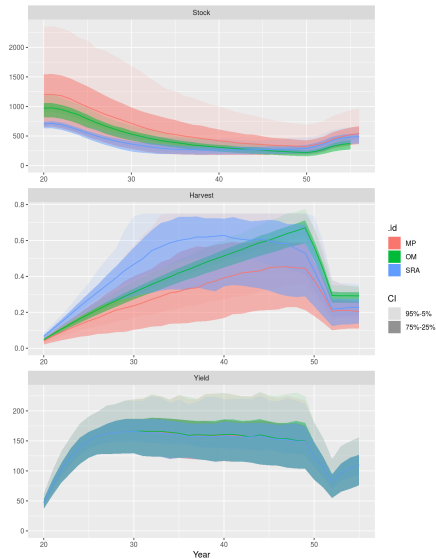 Stock
2000
1500
1000
500
0
20 30 40 50
Harvest
0.8
0.6
0.4
0.2
0.0
20 30 40 50
.id
MP
OM
SRA
CI
95%-5%
75%-25%
Yield
200
150
100
50
0
20 30 40 50
Year